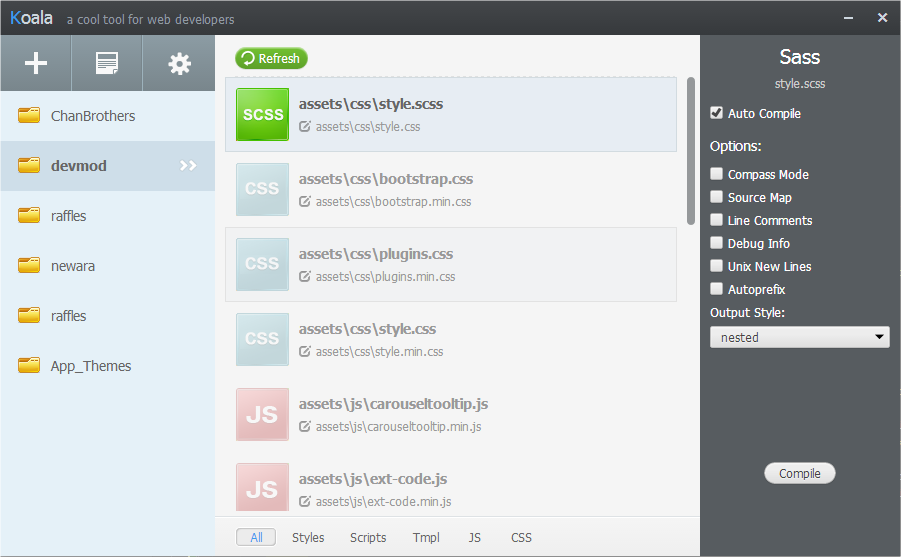 Koala a cool tool for web developers
ChanBrothers
devmod
raffles
newara
raffles
App_Themes
Refresh
SCSS
assets\css\style.scss
assets\css\style.css
CSS
assets\css\bootstrap.css
assets\css\bootstrap.min.css
CSS
assets\css\plugins.css
assets\css\plugins.min.css
CSS
assets\css\style.css
assets\css\style.min.css
JS
assets\js\carouseltooltip.js
assets\js\carouseltooltip.min.js
JS
assets\js\ext-code.js
assets\js\ext-code.min.js
All Styles Scripts Tmpl JS CSS
Sass
style.scss
Auto Compile
Options:
Compass Mode
Source Map
Line Comments
Debug Info
Unix New Lines
Autoprefix
Output Style:
nested
Compile